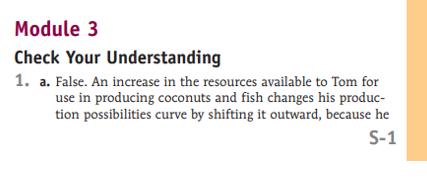 Module 3
Check Your Understanding
1. a. False. An increase in the resources available to Tom for
use in producing coconuts and fish changes his produc-
tion possibilities curve by shifting it outward, because he
S-1